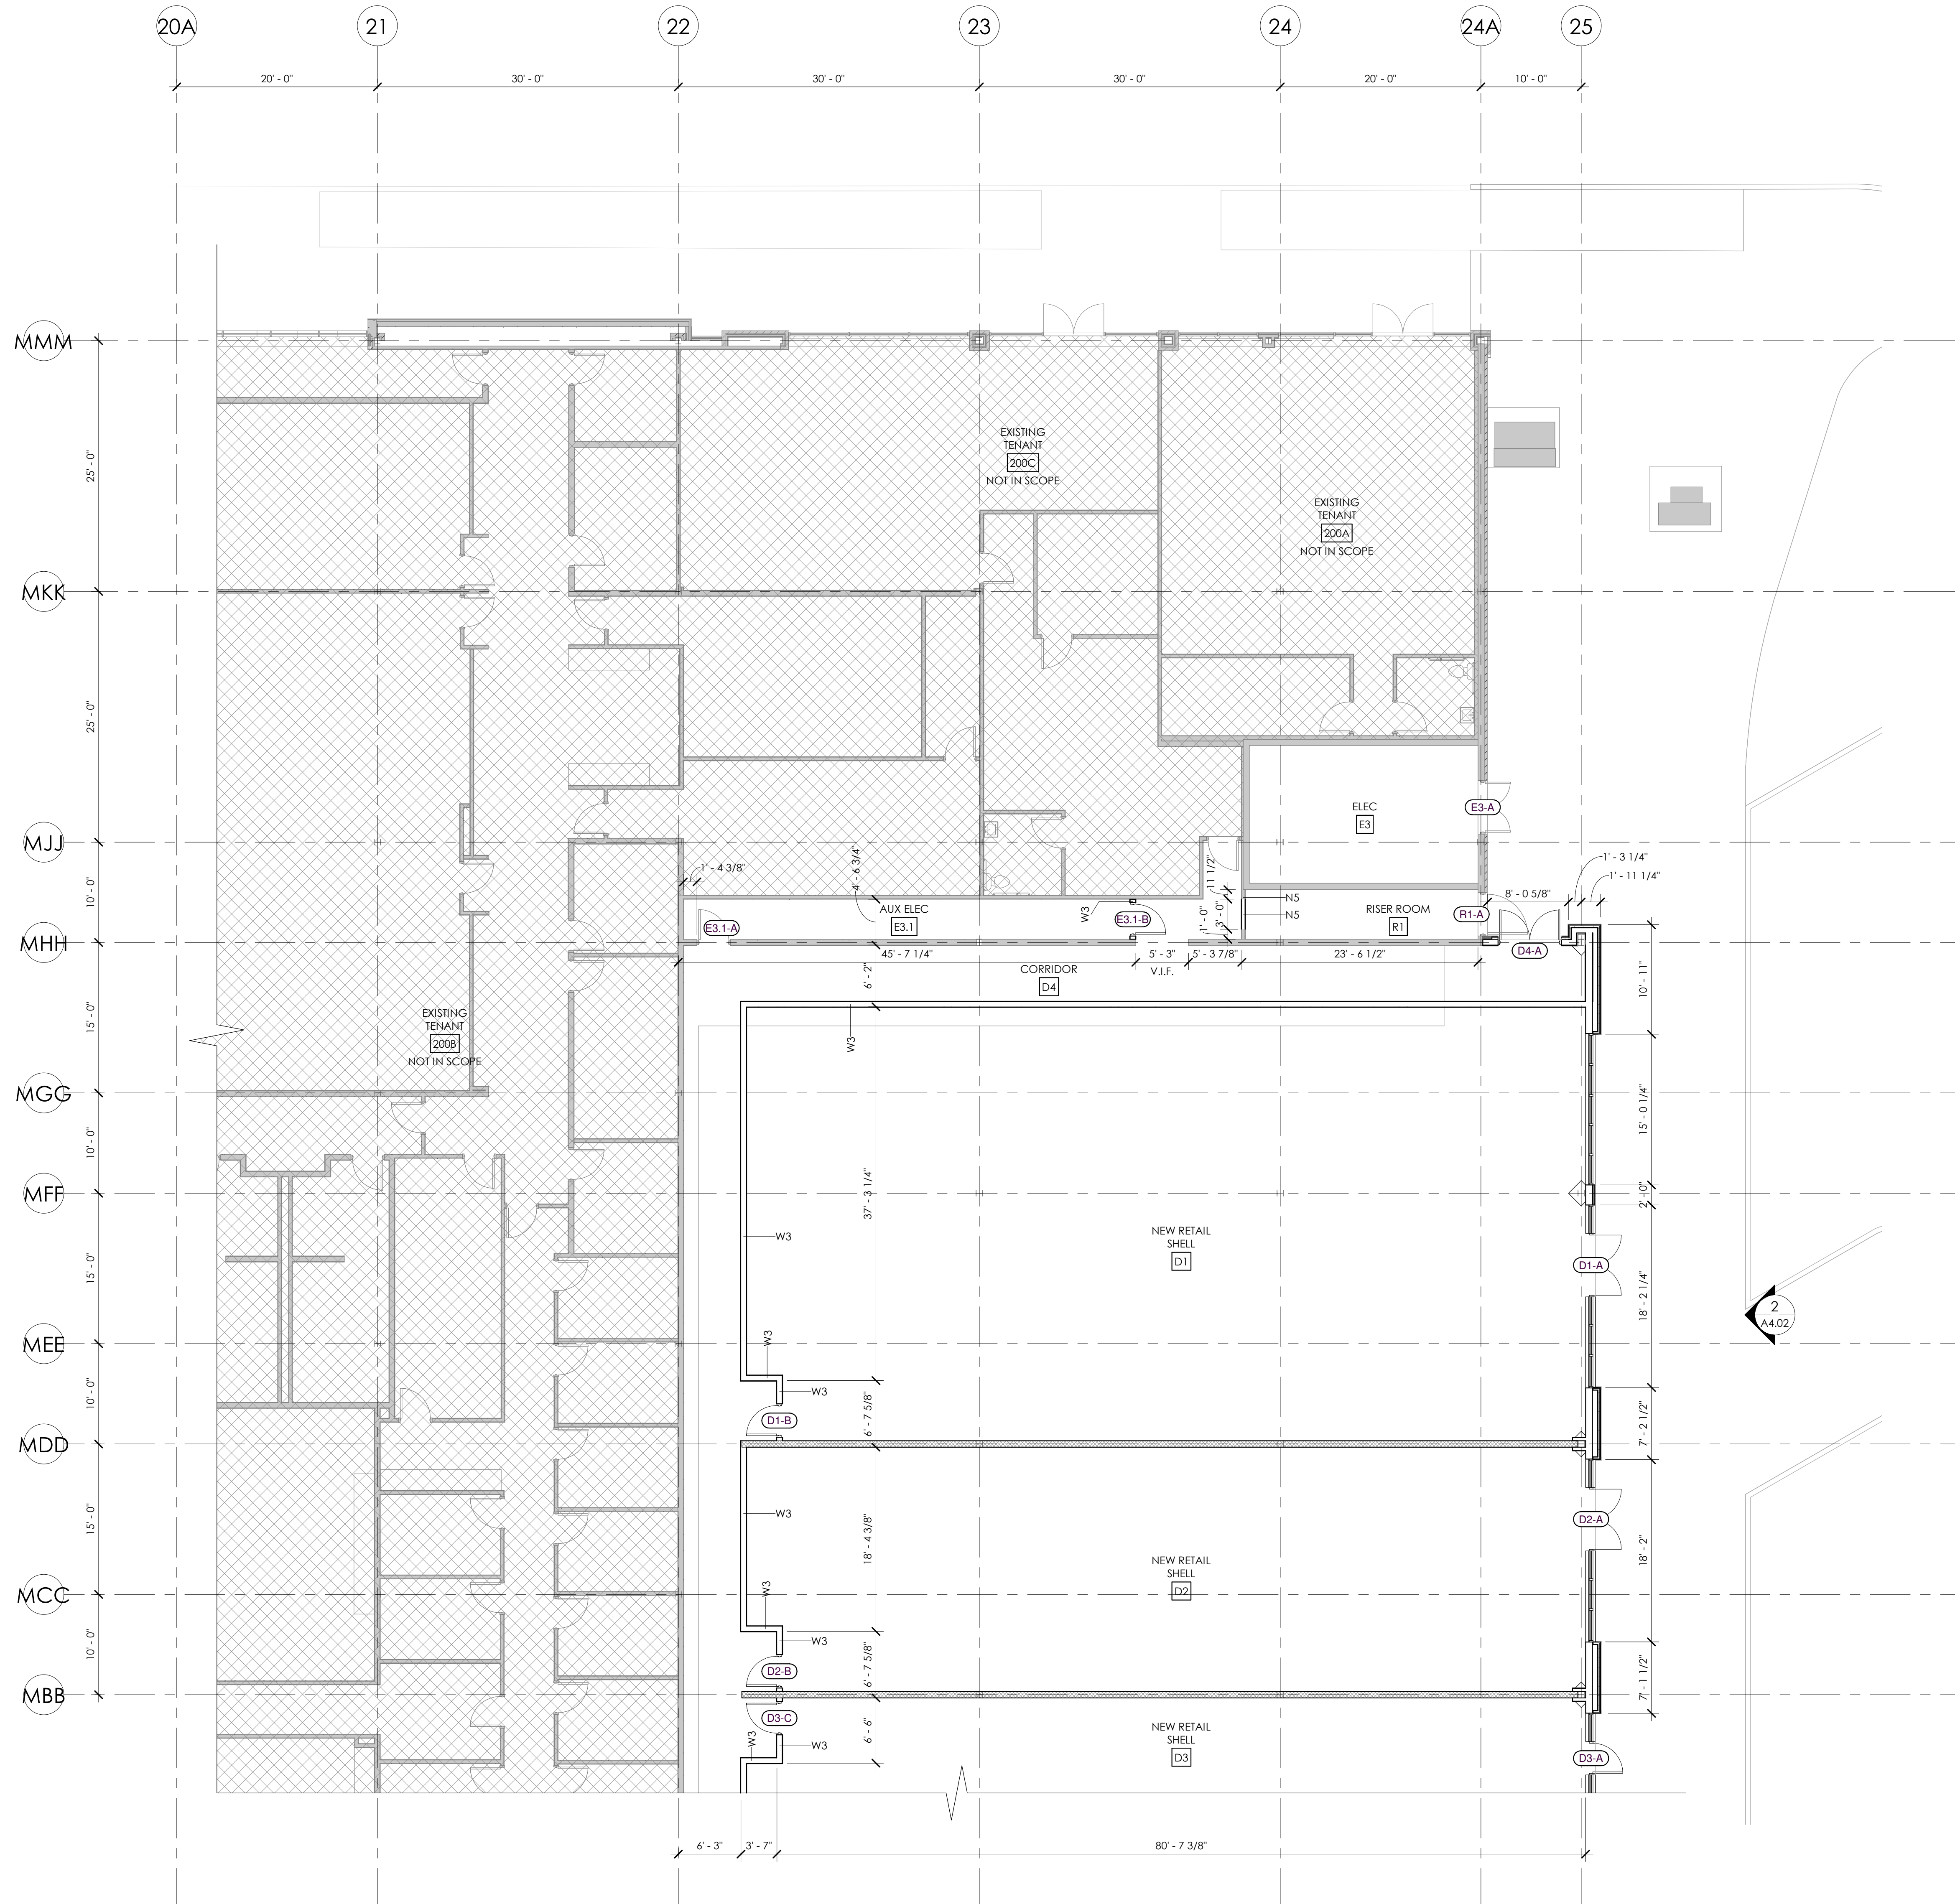 20A
21
22
23
24
24A
25
20' - 0"
30' - 0"
30' - 0"
30' - 0"
20' - 0"
10' - 0"
MMM
25' - 0"
EXISTING
TENANT
200C
NOT IN SCOPE
EXISTING
TENANT
200A
NOT IN SCOPE
MKK
25' - 0"
ELEC
E3
E3-A
MJJ
10' - 0"
1' - 4 3/8"
4' - 6 3/4"
11 1/2"
3' - 0"
1' - 0"
1' - 3 1/4"
1' - 11 1/4"
8' - 0 5/8"
N5
N5
AUX ELEC
E3.1
E3.1-A
W3
E3.1-B
RISER ROOM
R1
R1-A
D4-A
MHH
45' - 7 1/4"
5' - 3"
V.I.F.
5' - 3 7/8"
23' - 6 1/2"
6' - 2"
CORRIDOR
D4
10' - 11"
15' - 0"
EXISTING
TENANT
200B
NOT IN SCOPE
W3
MGG
15' - 0 1/4"
10' - 0"
MFF
37' - 3 1/4"
2' - 0"
W3
NEW RETAIL
SHELL
D1
D1-A
15' - 0"
18' - 2 1/4"
2
A4.02
MEE
W3
W3
10' - 0"
6' - 7 5/8"
D1-B
7' - 2 1/2"
MDD
W3
15' - 0"
18' - 4 3/8"
D2-A
18' - 2"
NEW RETAIL
SHELL
D2
MCC
W3
W3
10' - 0"
6' - 7 5/8"
D2-B
7' - 1 1/2"
MBB
D3-C
6' - 6"
W3
W3
NEW RETAIL
SHELL
D3
D3-A
6' - 3"
3' - 7"
80' - 7 3/8"